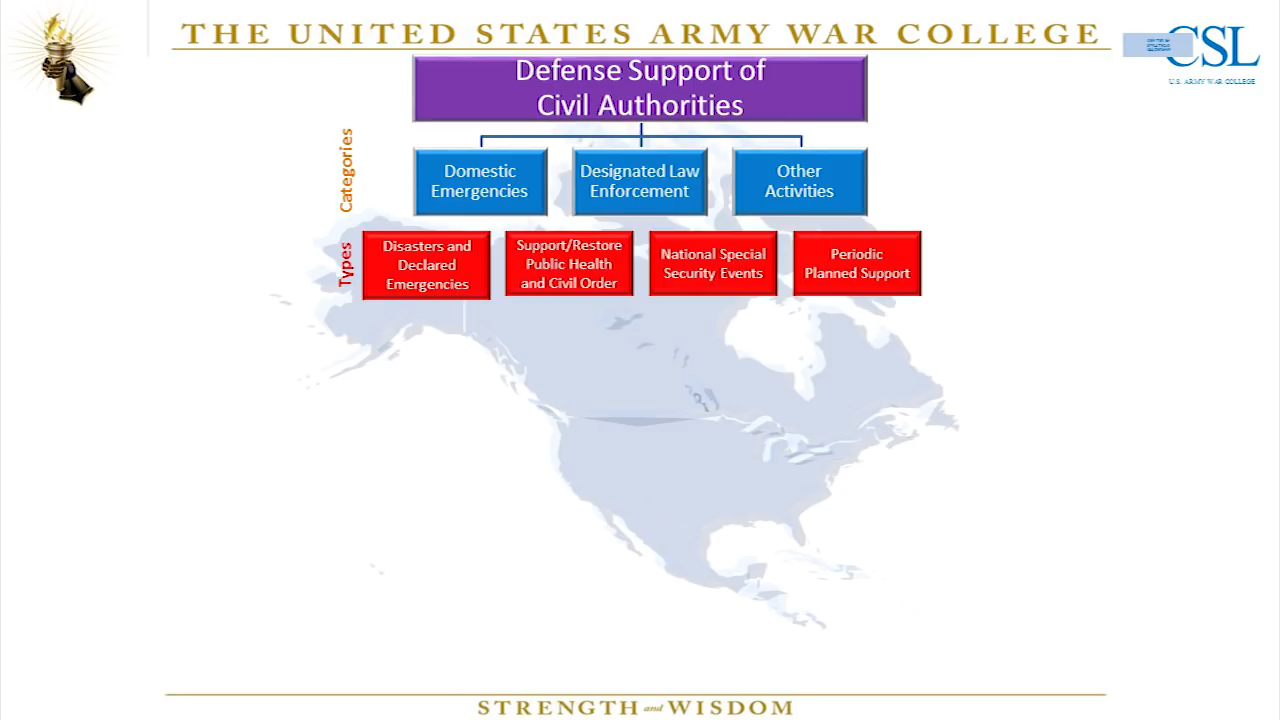 THE UNITED STATES ARMY WAR COLLEGE
CSL
U.S. ARMY WAR COLLEGE
Defense Support of
Civil Authorities
Categories
Domestic
Emergencies
Designated Law
Enforcement
Other
Activities
Types
Disasters and
Declared
Emergencies
Support/Restore
Public Health
and Civil Order
National Special
Security Events
Periodic
Planned Support
STRENGTH and WISDOM